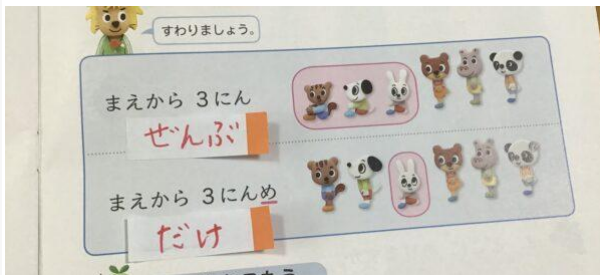 すわりましょう。
まえから 3にん
ぜんぶ
まえから 3にんめ
だけ